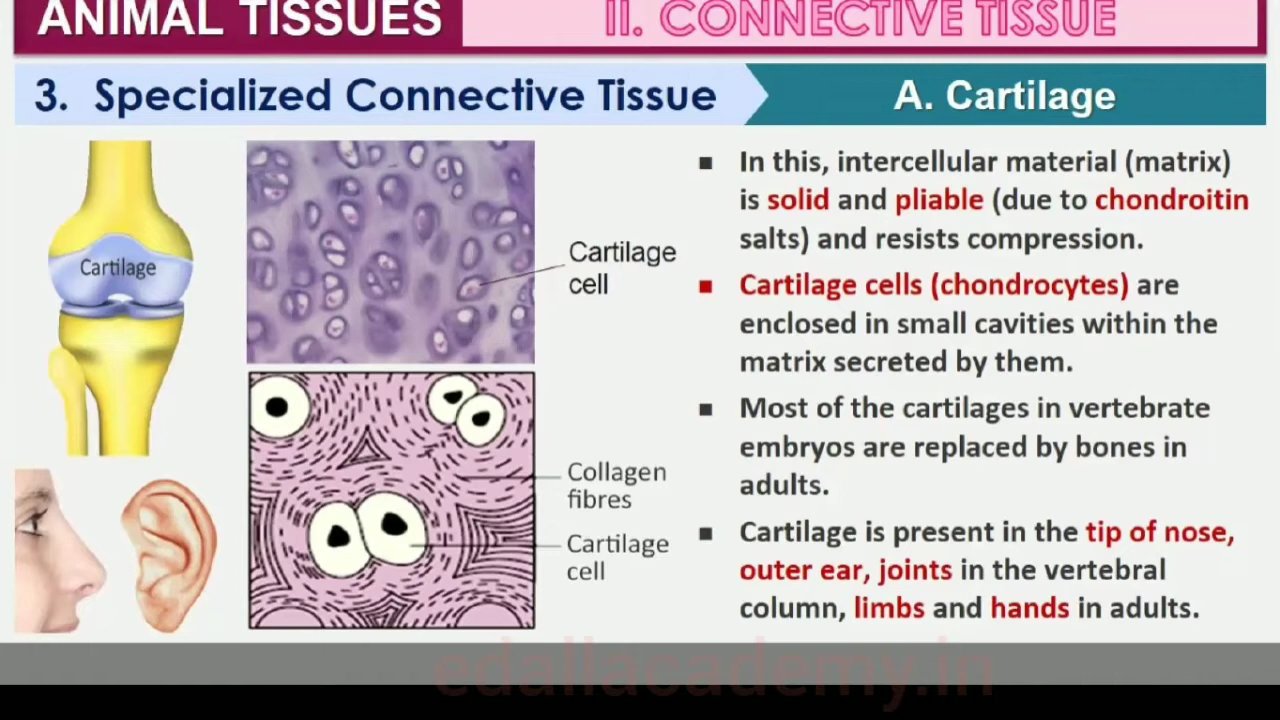 ANIMAL TISSUES
II. CONNECTIVE TISSUE
3. Specialized Connective Tissue
A. Cartilage
Cartilage
Cartilage
cell
Collagen
fibres
Cartilage
cell
▪ In this, intercellular material (matrix)
is solid and pliable (due to chondroitin
salts) and resists compression.
▪ Cartilage cells (chondrocytes) are
enclosed in small cavities within the
matrix secreted by them.
▪ Most of the cartilages in vertebrate
embryos are replaced by bones in
adults.
▪ Cartilage is present in the tip of nose,
outer ear, joints in the vertebral
column, limbs and hands in adults.
edallacademy.in